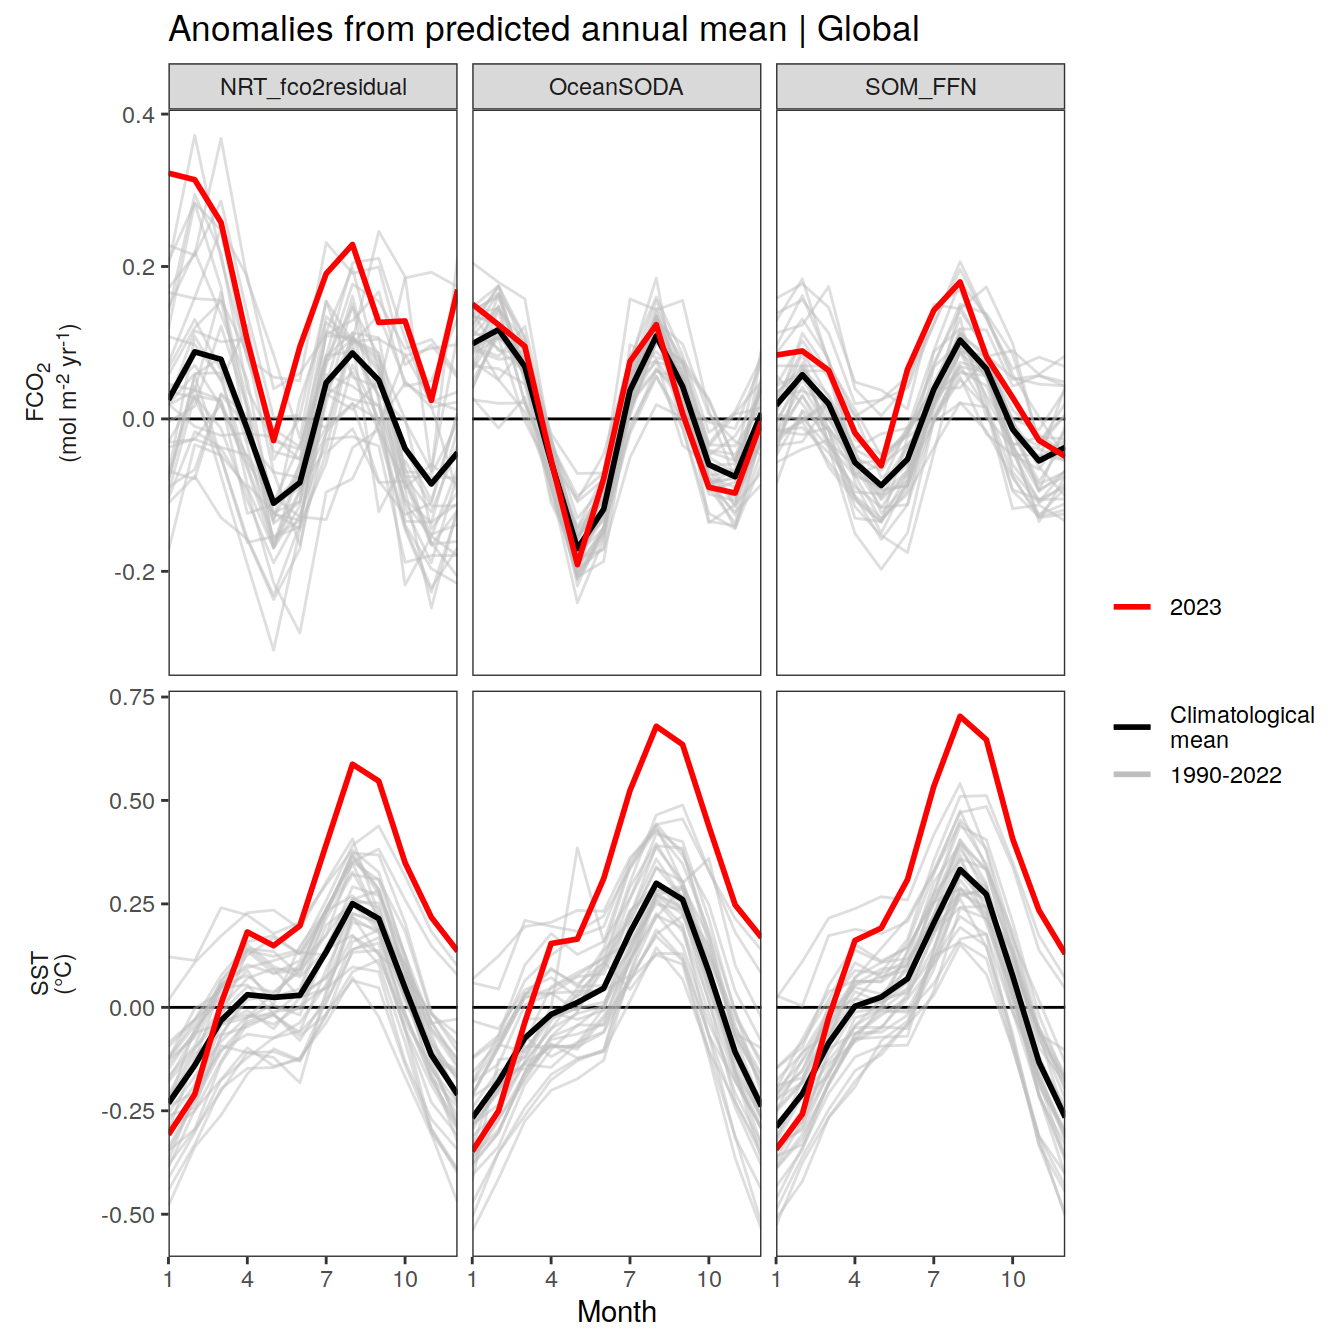 Anomalies from predicted annual mean | Global
NRT_fco2residual
OceanSODA
SOM_FFN
FCO₂
(mol m⁻² yr⁻¹)
0.4
0.2
0.0
-0.2
SST
(°C)
0.75
0.50
0.25
0.00
-0.25
-0.50
1 4 7 10
1 4 7 10
1 4 7 10
Month
2023
Climatological
mean
1990-2022